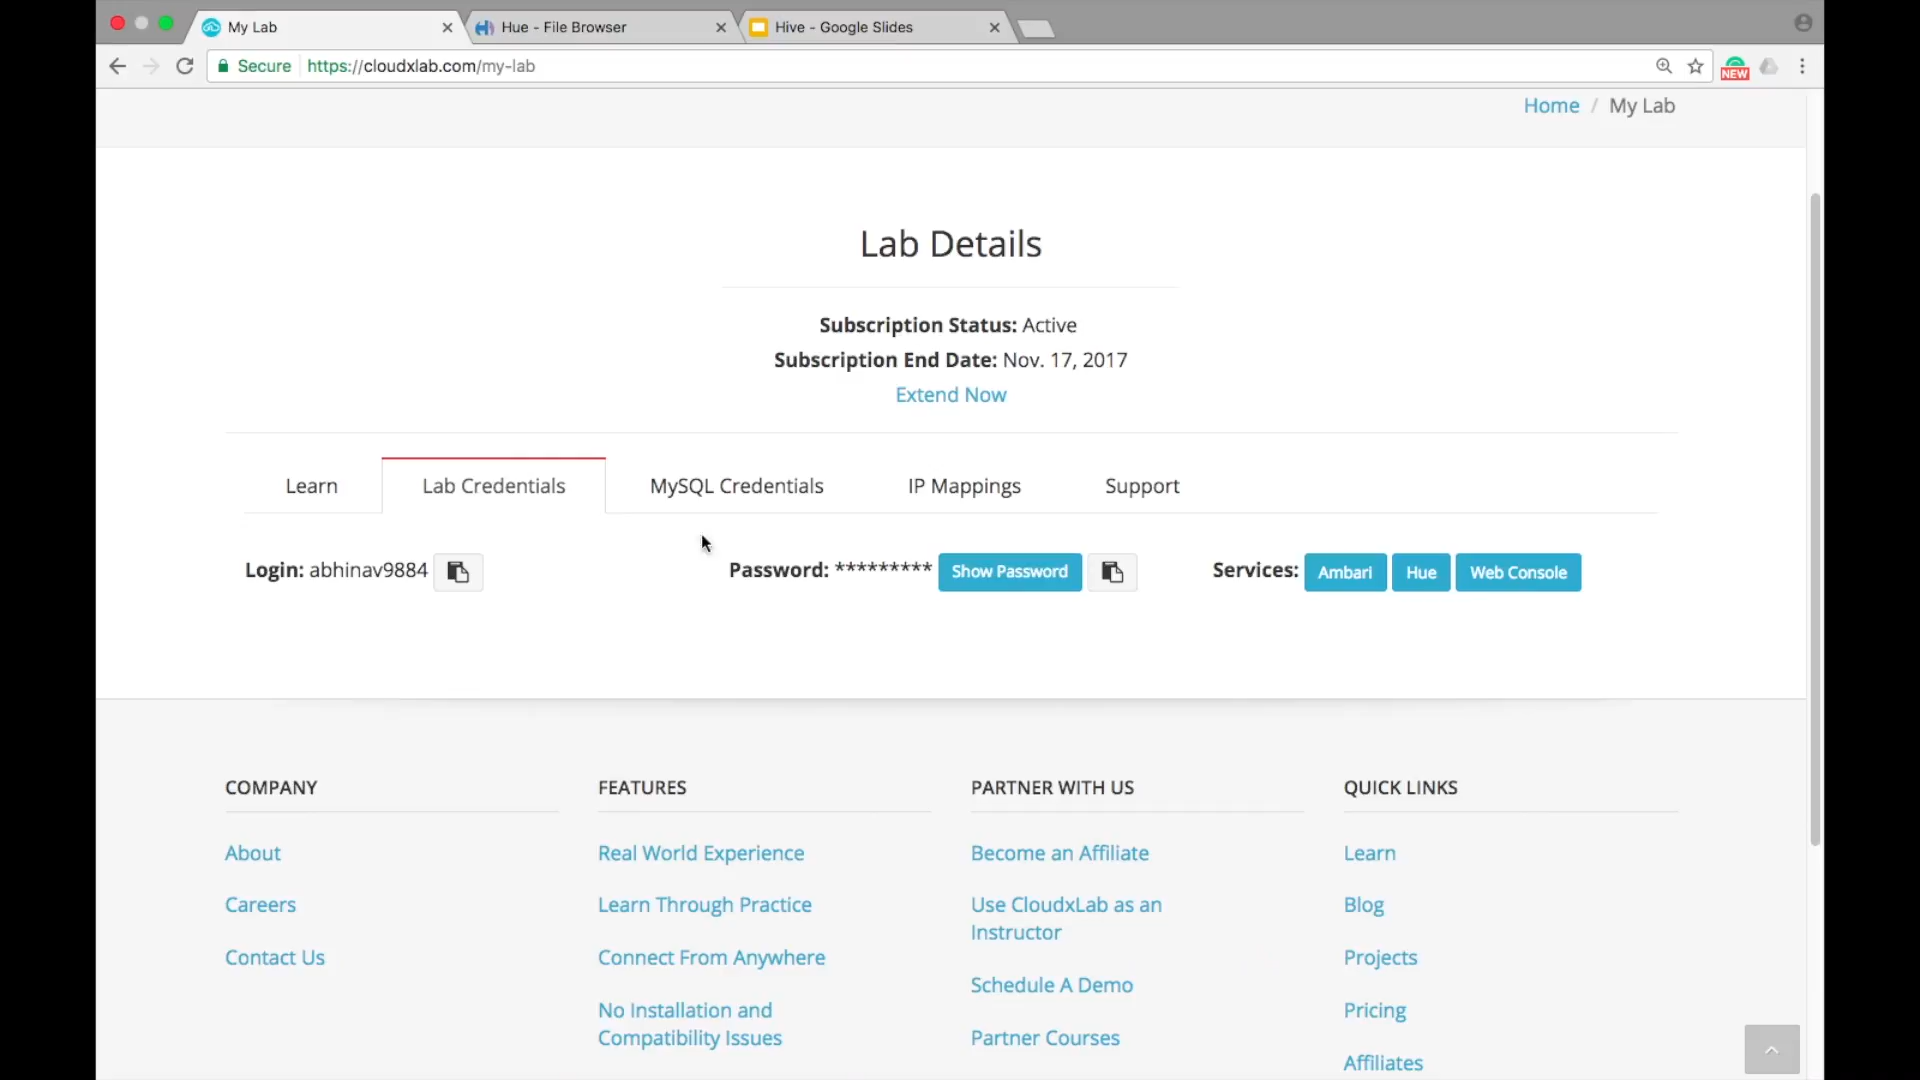 My Lab
Hue - File Browser
Hive - Google Slides
Secure
https://cloudxlab.com/my-lab
NEW
Home / My Lab
Lab Details
Subscription Status: Active
Subscription End Date: Nov. 17, 2017
Extend Now
Learn
Lab Credentials
MySQL Credentials
IP Mappings
Support
Login: abhinav9884
Password: *********
Show Password
Services:
Ambari
Hue
Web Console
COMPANY
About
Careers
Contact Us
FEATURES
Real World Experience
Learn Through Practice
Connect From Anywhere
No Installation and
Compatibility Issues
PARTNER WITH US
Become an Affiliate
Use CloudxLab as an
Instructor
Schedule A Demo
Partner Courses
QUICK LINKS
Learn
Blog
Projects
Pricing
Affiliates